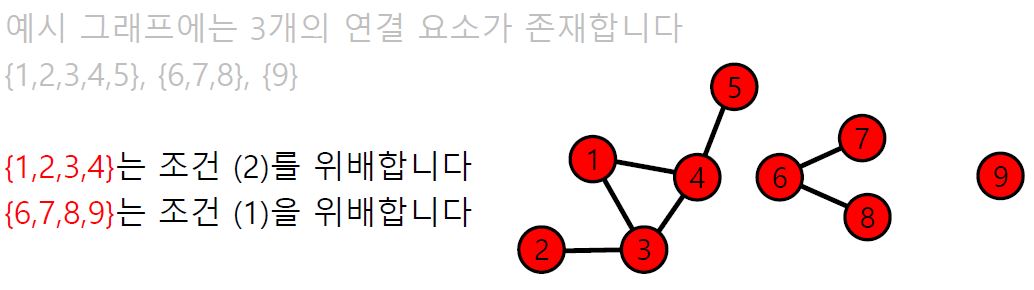 예시 그래프에는 3개의 연결 요소가 존재합니다
{1,2,3,4,5}, {6,7,8}, {9}
{1,2,3,4}는 조건 (2)를 위배합니다
{6,7,8,9}는 조건 (1)을 위배합니다
5
1
4
2
3
7
6
8
9